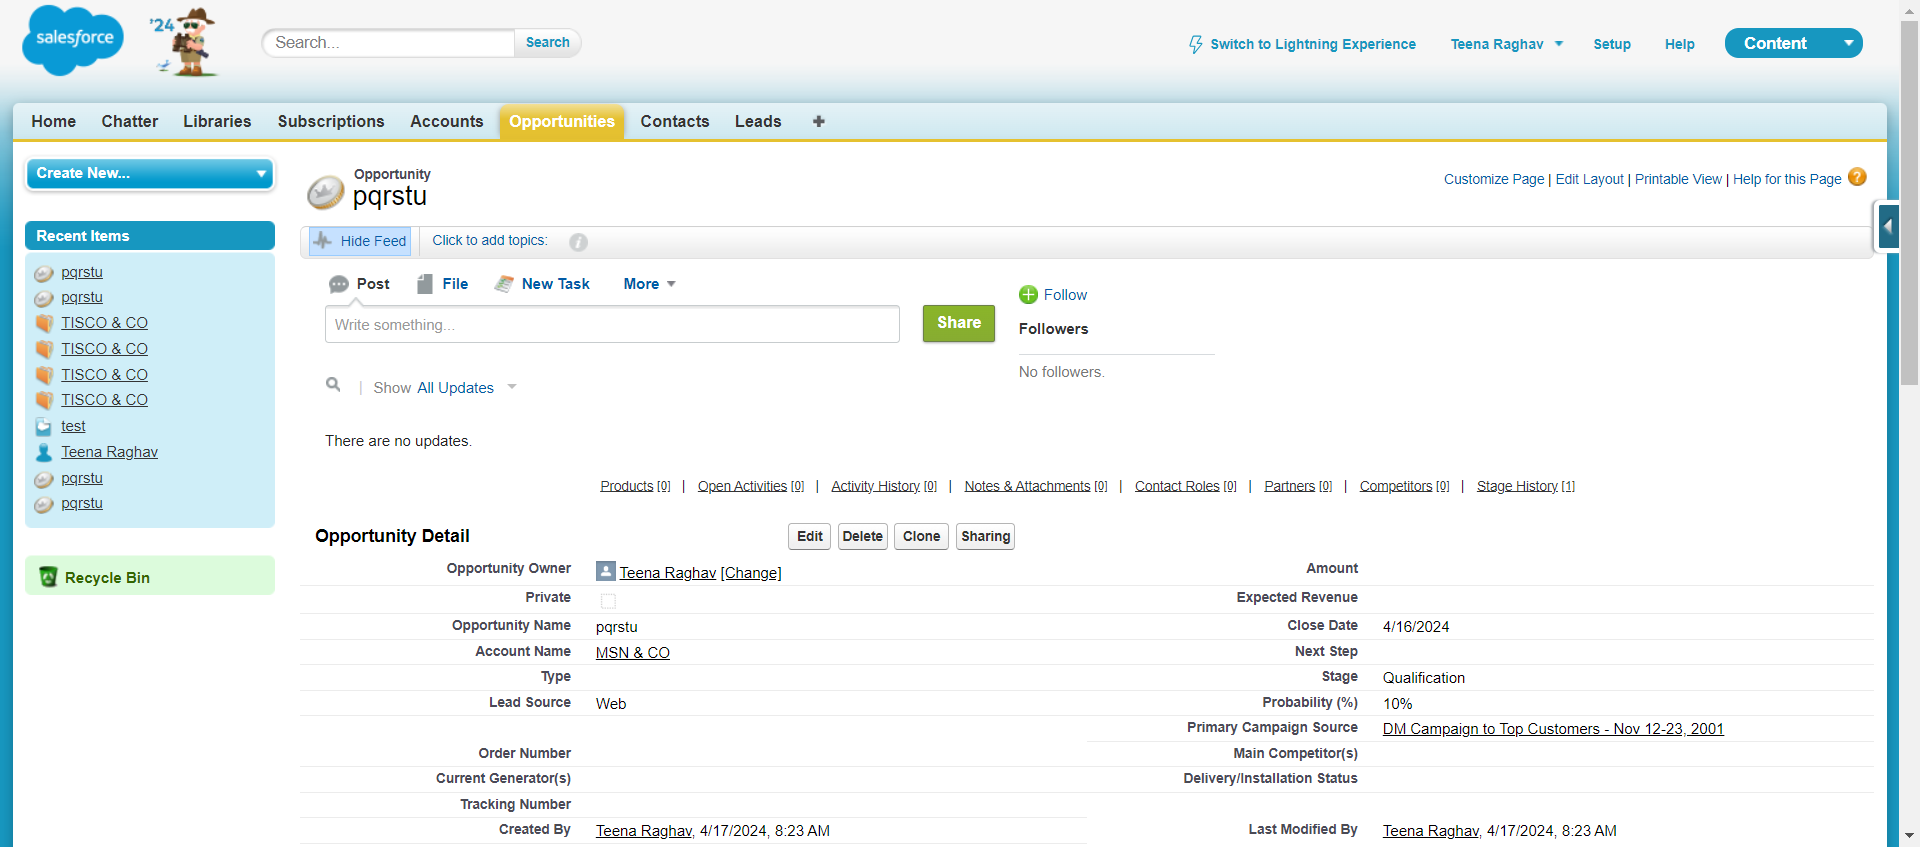 salesforce
'24
Search...
Search
Switch to Lightning Experience
Teena Raghav
Setup
Help
Content
Home
Chatter
Libraries
Subscriptions
Accounts
Opportunities
Contacts
Leads
+
Create New...
Recent Items
pqrstu
pqrstu
TISCO & CO
TISCO & CO
TISCO & CO
TISCO & CO
test
Teena Raghav
pqrstu
pqrstu
Recycle Bin
Opportunity
pqrstu
Customize Page | Edit Layout | Printable View | Help for this Page ?
Hide Feed
Click to add topics:
i
Post
File
New Task
More
Write something...
Share
Follow
Followers
No followers.
| Show All Updates
There are no updates.
Products [0] | Open Activities [0] | Activity History [0] | Notes & Attachments [0] | Contact Roles [0] | Partners [0] | Competitors [0] | Stage History [1]
Opportunity Detail
Edit
Delete
Clone
Sharing
Opportunity Owner Teena Raghav [Change]
Amount
Private
Expected Revenue
Opportunity Name pqrstu
Close Date 4/16/2024
Account Name MSN & CO
Next Step
Type
Stage Qualification
Lead Source Web
Probability (%) 10%
Primary Campaign Source DM Campaign to Top Customers - Nov 12-23, 2001
Order Number
Main Competitor(s)
Current Generator(s)
Delivery/Installation Status
Tracking Number
Created By Teena Raghav, 4/17/2024, 8:23 AM
Last Modified By Teena Raghav, 4/17/2024, 8:23 AM